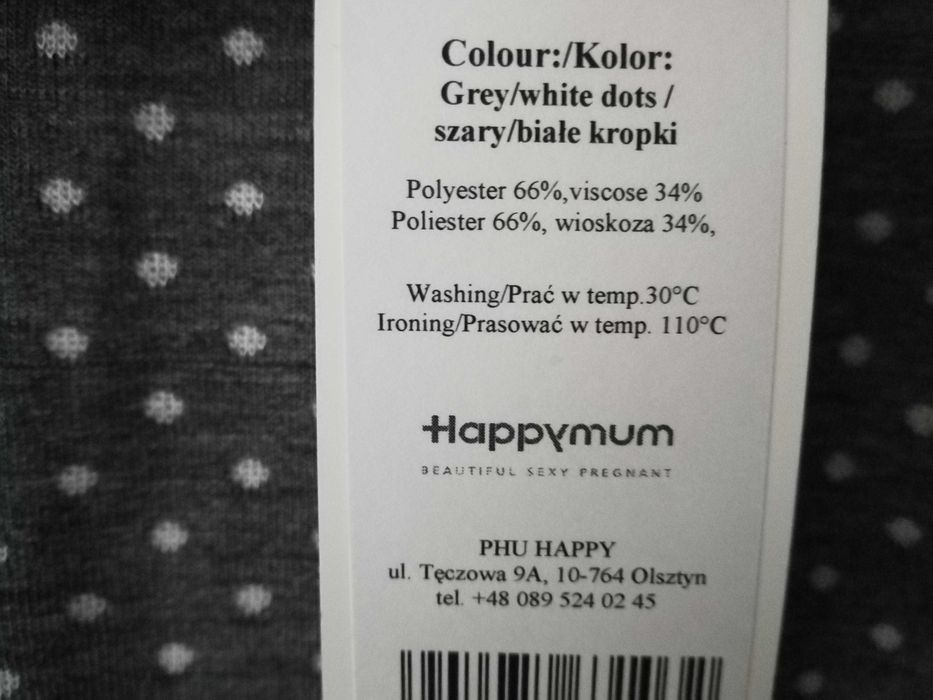 Colour:/Kolor:
Grey/white dots /
szary/białe kropki
Polyester 66%,viscose 34%
Poliester 66%, wioskoza 34%,
Washing/Prać w temp.30°C
Ironing/Prasować w temp. 110°C
Happymum
BEAUTIFUL SEXY PREGNANT
PHU HAPPY
ul. Tęczowa 9A, 10-764 Olsztyn
tel. +48 089 524 02 45